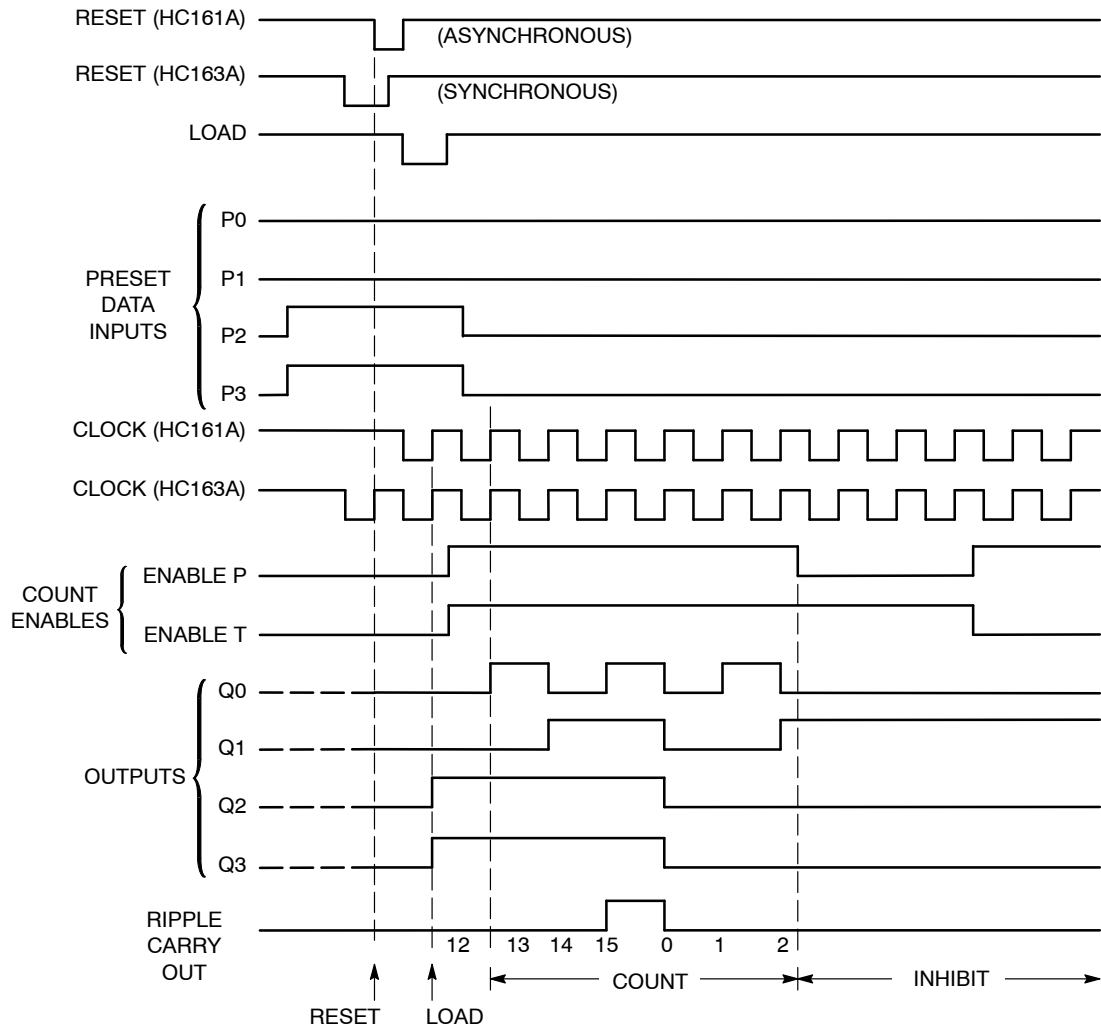 RESET (HC161A)
(ASYNCHRONOUS)
RESET (HC163A)
(SYNCHRONOUS)
LOAD
P0
P1
PRESET
DATA
INPUTS
P2
P3
CLOCK (HC161A)
CLOCK (HC163A)
ENABLE P
COUNT
ENABLES
ENABLE T
Q0
Q1
OUTPUTS
Q2
Q3
RIPPLE
CARRY
OUT
12 13 14 15 0 1 2
COUNT INHIBIT
RESET LOAD